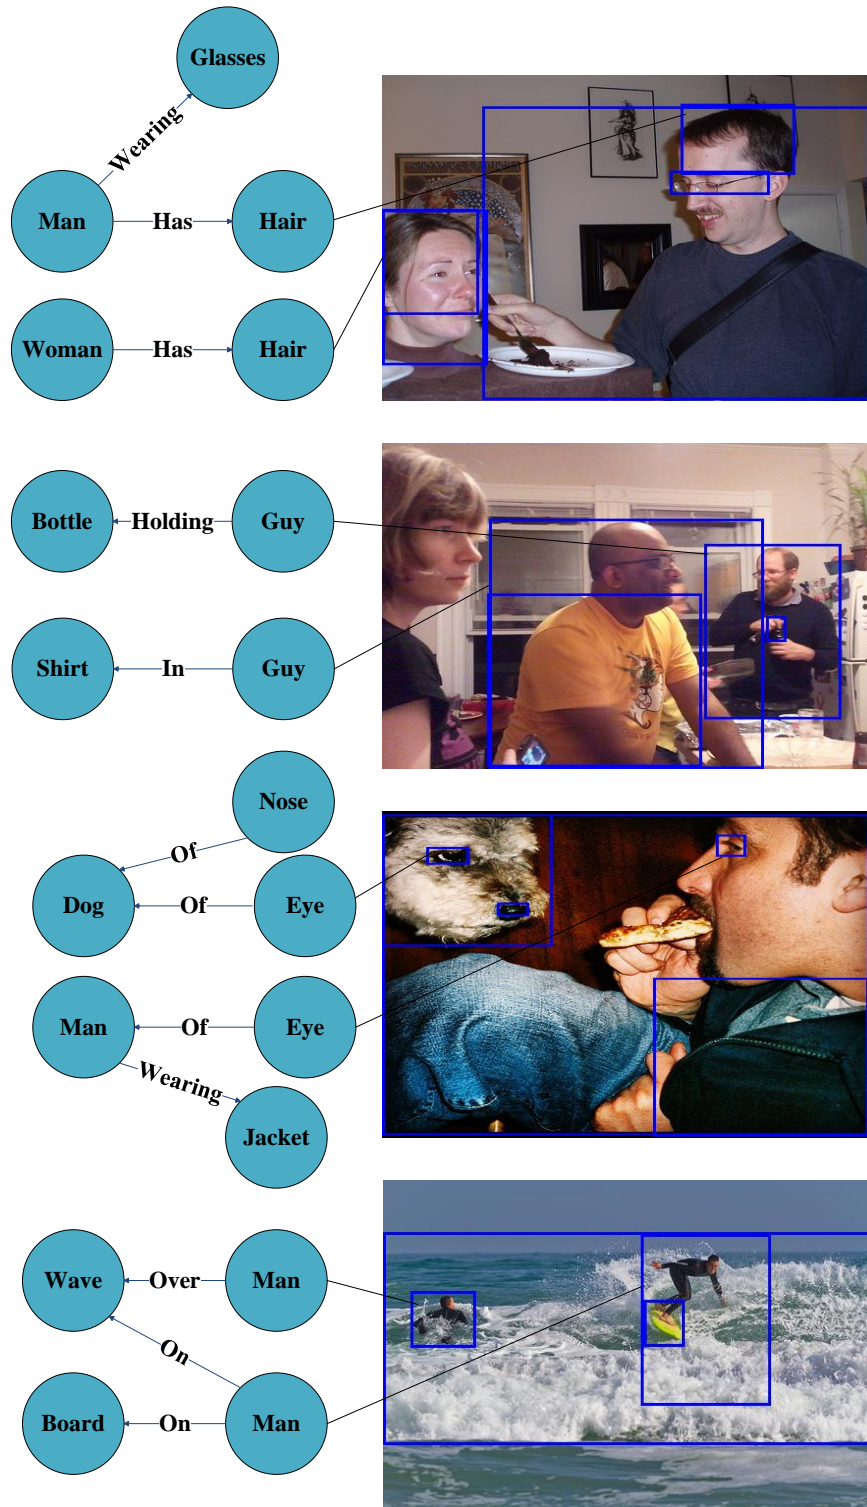 Glasses
Wearing
Man Has Hair
Woman Has Hair
Bottle Holding Guy
Shirt In Guy
Nose
Of
Dog Of Eye
Man Of Eye
Wearing
Jacket
Wave Over Man
On
Board On Man